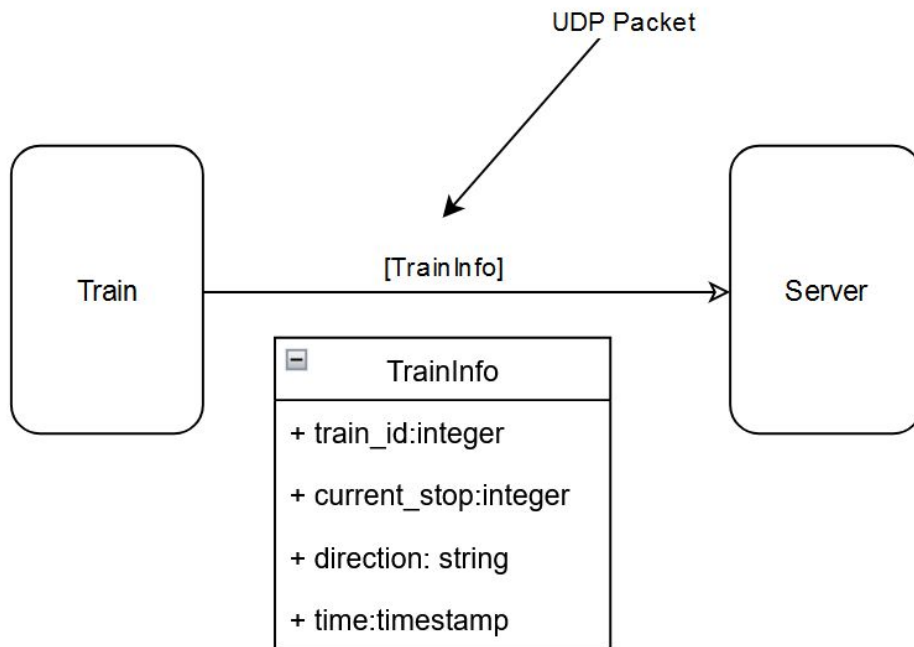 UDP Packet
[TrainInfo]
Train
Server
TrainInfo
+ train_id:integer
+ current_stop:integer
+ direction: string
+ time:timestamp